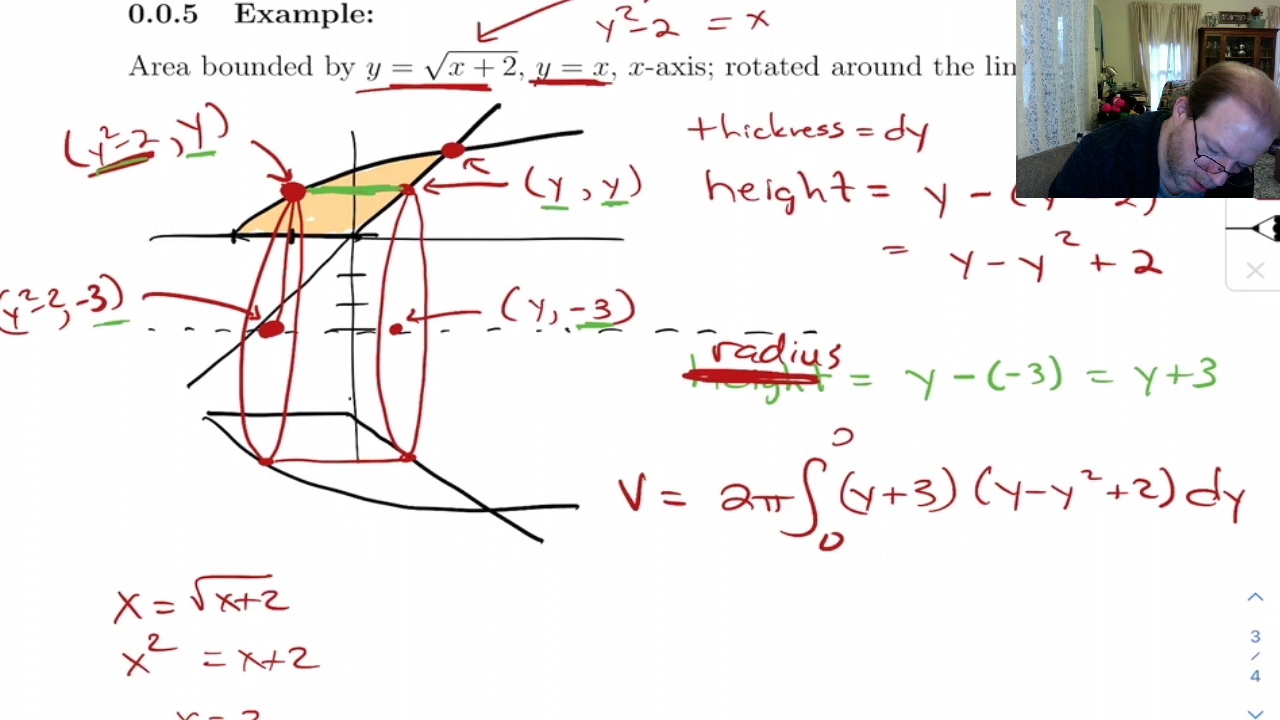 0.0.5 Example:
y²-2 = x
Area bounded by y = √x + 2, y = x, x-axis; rotated around the lin
(y²-2, y)
thickness = dy
(y, y)
height = y - (
= y - y² + 2
(y²-2, -3)
(y, -3)
radius
= y - (-3) = y+3
V = 2π∫ (y+3) (y-y²+2) dy
0
x = √x+2
x² = x+2
3
/
4